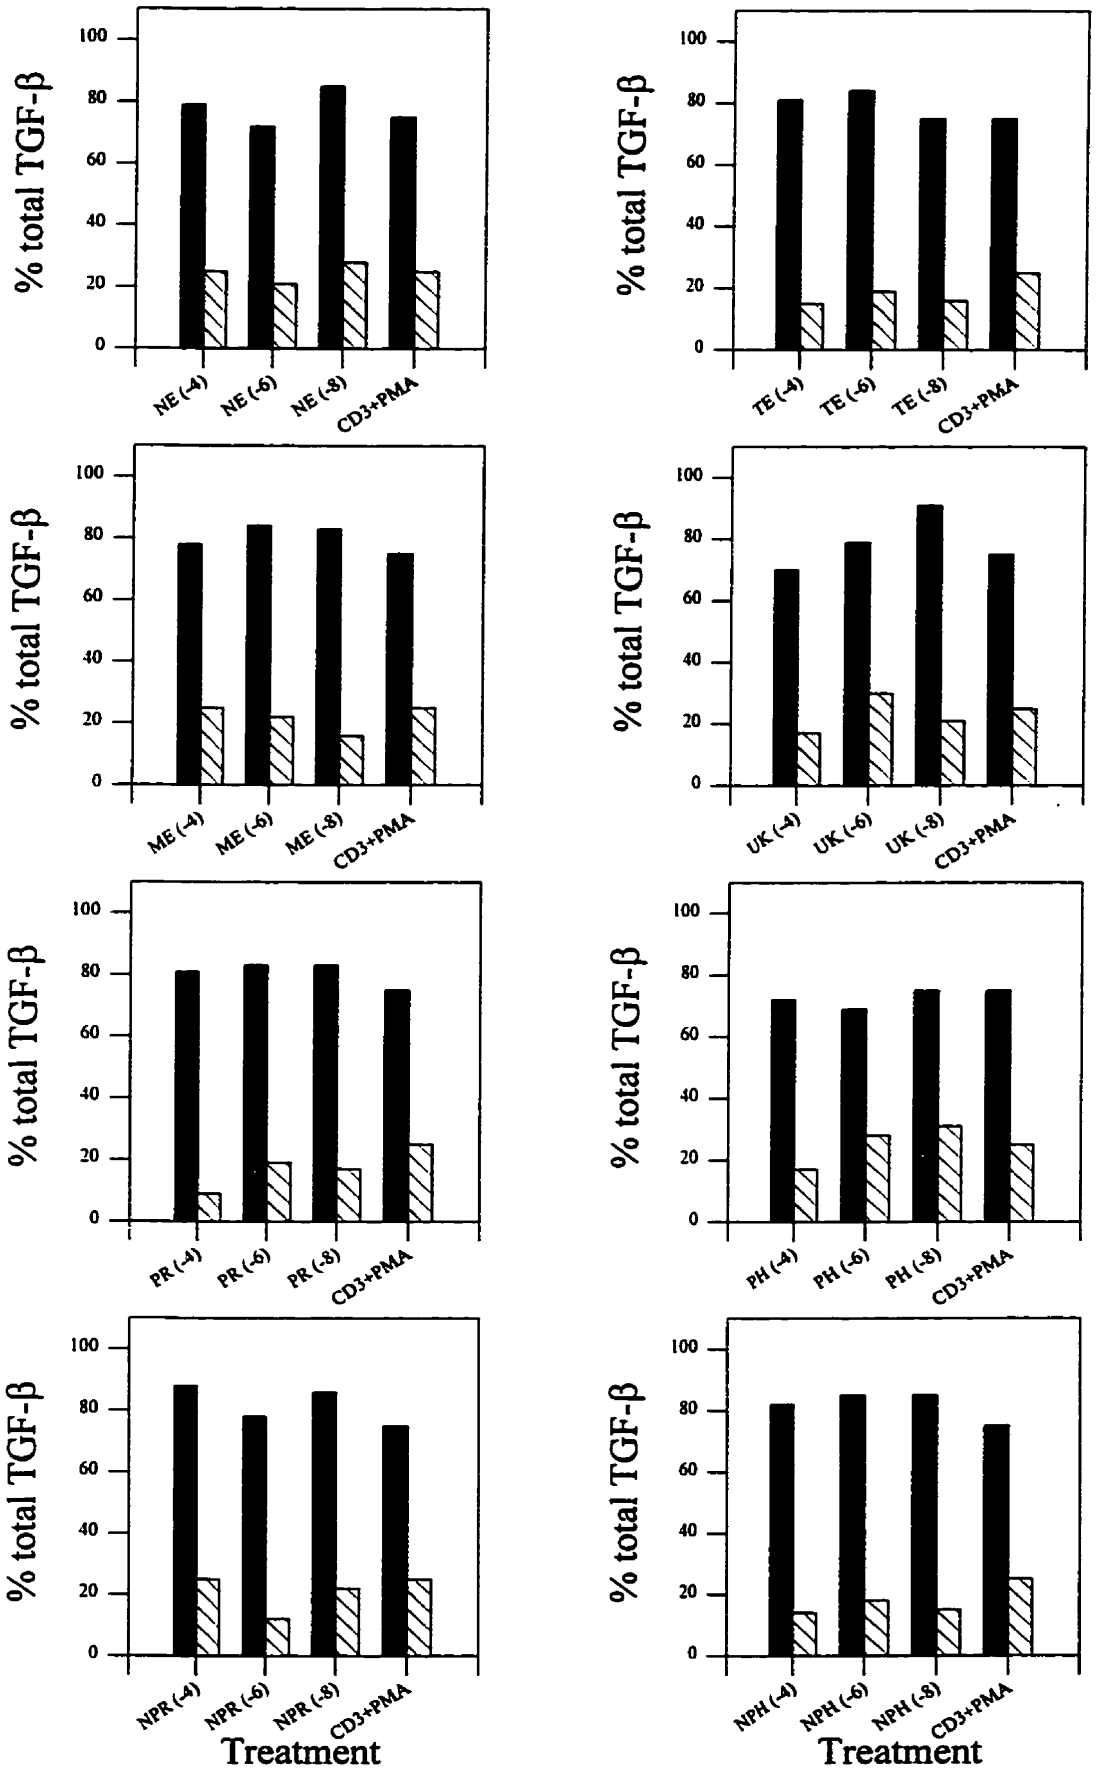 % total TGF-β
100
80
60
40
20
0
NE (-4)
NE (-6)
NE (-8)
CD3+PMA
% total TGF-β
100
80
60
40
20
0
TE (-4)
TE (-6)
TE (-8)
CD3+PMA
% total TGF-β
100
80
60
40
20
0
ME (-4)
ME (-6)
ME (-8)
CD3+PMA
% total TGF-β
100
80
60
40
20
0
UK (-4)
UK (-6)
UK (-8)
CD3+PMA
% total TGF-β
100
80
60
40
20
0
PR (-4)
PR (-6)
PR (-8)
CD3+PMA
% total TGF-β
100
80
60
40
20
0
PH (-4)
PH (-6)
PH (-8)
CD3+PMA
% total TGF-β
100
80
60
40
20
0
NPR (-4)
NPR (-6)
NPR (-8)
CD3+PMA
Treatment
% total TGF-β
100
80
60
40
20
0
NPH (-4)
NPH (-6)
NPH (-8)
CD3+PMA
Treatment